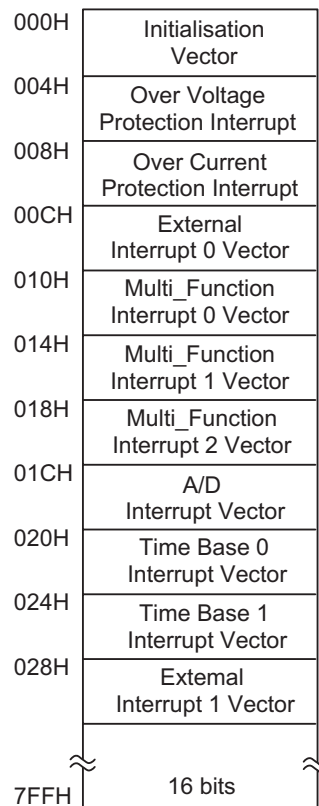 000H
Initialisation
Vector
004H
Over Voltage
Protection Interrupt
008H
Over Current
Protection Interrupt
00CH
External
Interrupt 0 Vector
010H
Multi_Function
Interrupt 0 Vector
014H
Multi_Function
Interrupt 1 Vector
018H
Multi_Function
Interrupt 2 Vector
01CH
A/D
Interrupt Vector
020H
Time Base 0
Interrupt Vector
024H
Time Base 1
Interrupt Vector
028H
Extemal
Interrupt 1 Vector
7FFH
16 bits